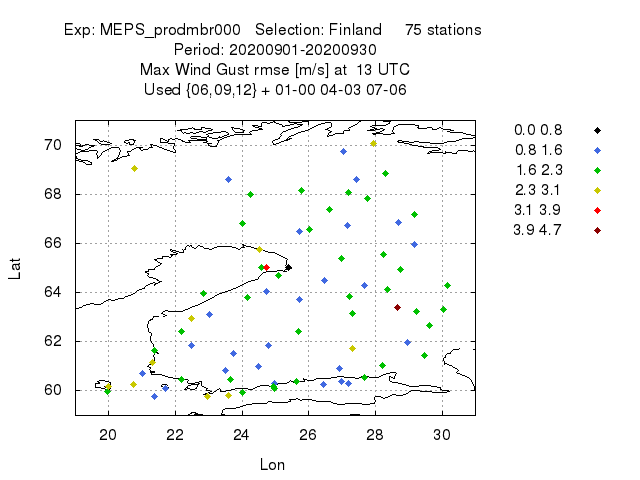 Exp: MEPS_prodmbr000 Selection: Finland 75 stations
Period: 20200901-20200930
Max Wind Gust rmse [m/s] at 13 UTC
Used {06,09,12} + 01-00 04-03 07-06
70
68
66
64
62
60
Lat
20 22 24 26 28 30
Lon
0.0 0.8
0.8 1.6
1.6 2.3
2.3 3.1
3.1 3.9
3.9 4.7